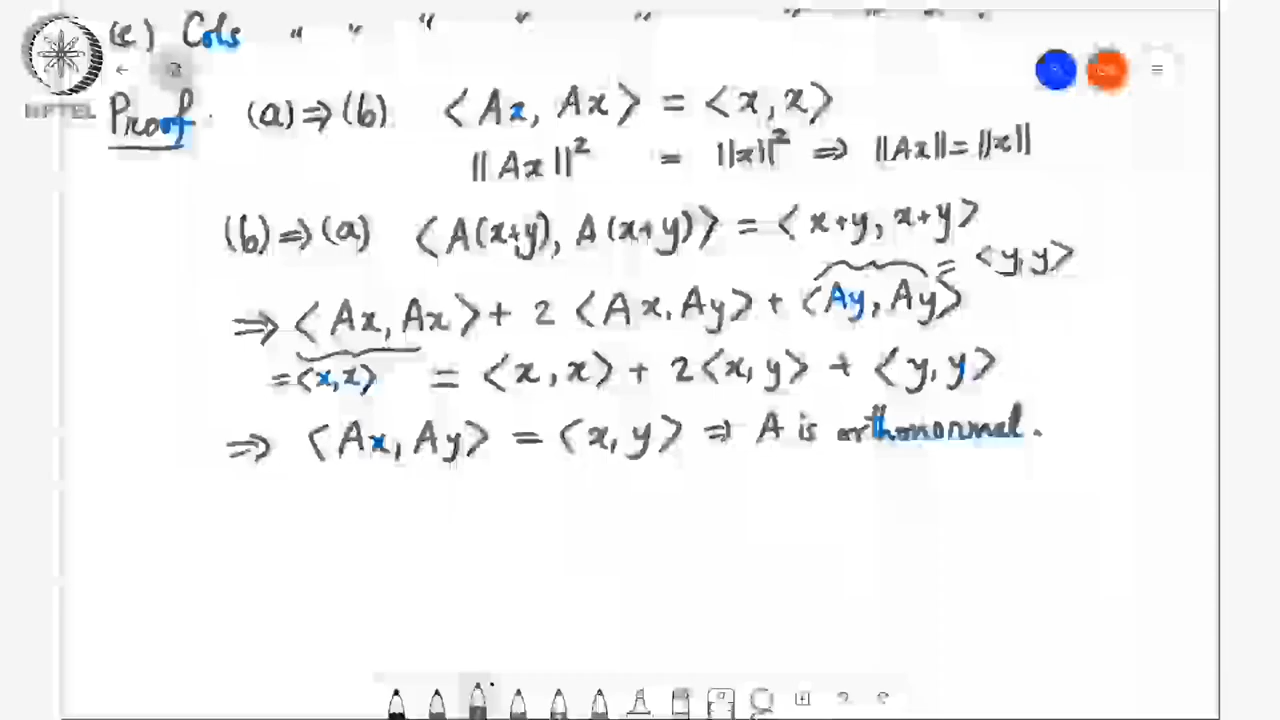 (e) Cols " " " " " " " " "
NPTEL
Proof. (a) ⇒ (b) ⟨Ax, Ax⟩ = ⟨x, x⟩
||Ax||² = ||x||² ⇒ ||Ax|| = ||x||
(b) ⇒ (a) ⟨A(x+y), A(x+y)⟩ = ⟨x+y, x+y⟩
= ⟨y, y⟩
⇒ ⟨Ax, Ax⟩ + 2 ⟨Ax, Ay⟩ + ⟨Ay, Ay⟩
= ⟨x, x⟩ = ⟨x, x⟩ + 2⟨x, y⟩ + ⟨y, y⟩
⇒ ⟨Ax, Ay⟩ = ⟨x, y⟩ ⇒ A is orthonormal.